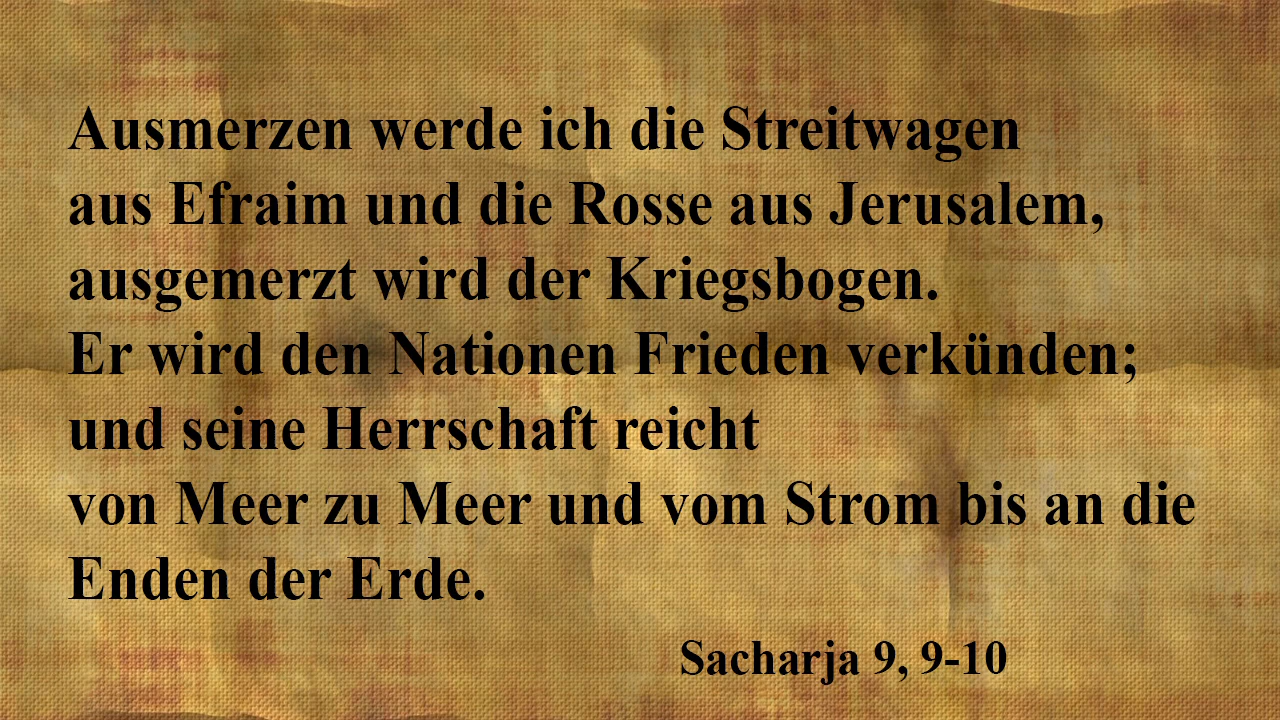 Ausmerzen werde ich die Streitwagen
aus Efraim und die Rosse aus Jerusalem,
ausgemerzt wird der Kriegsbogen.
Er wird den Nationen Frieden verkünden;
und seine Herrschaft reicht
von Meer zu Meer und vom Strom bis an die
Enden der Erde.
Sacharja 9, 9-10